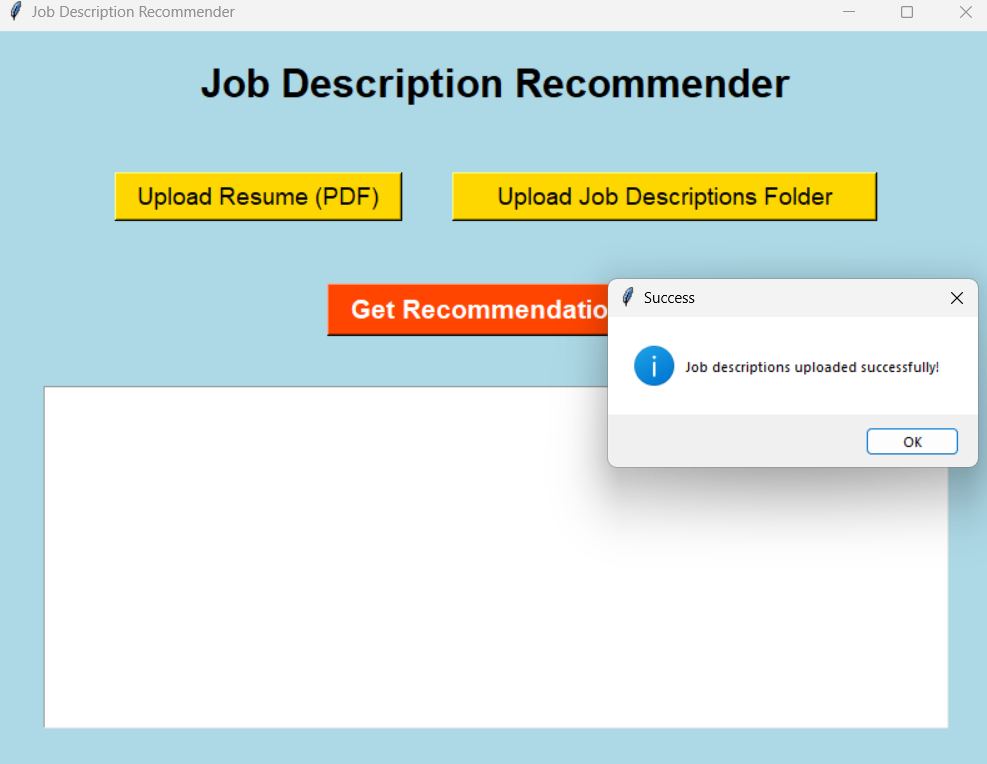 Job Description Recommender
Job Description Recommender
Upload Resume (PDF)
Upload Job Descriptions Folder
Get Recommendatio
Success
Job descriptions uploaded successfully!
OK